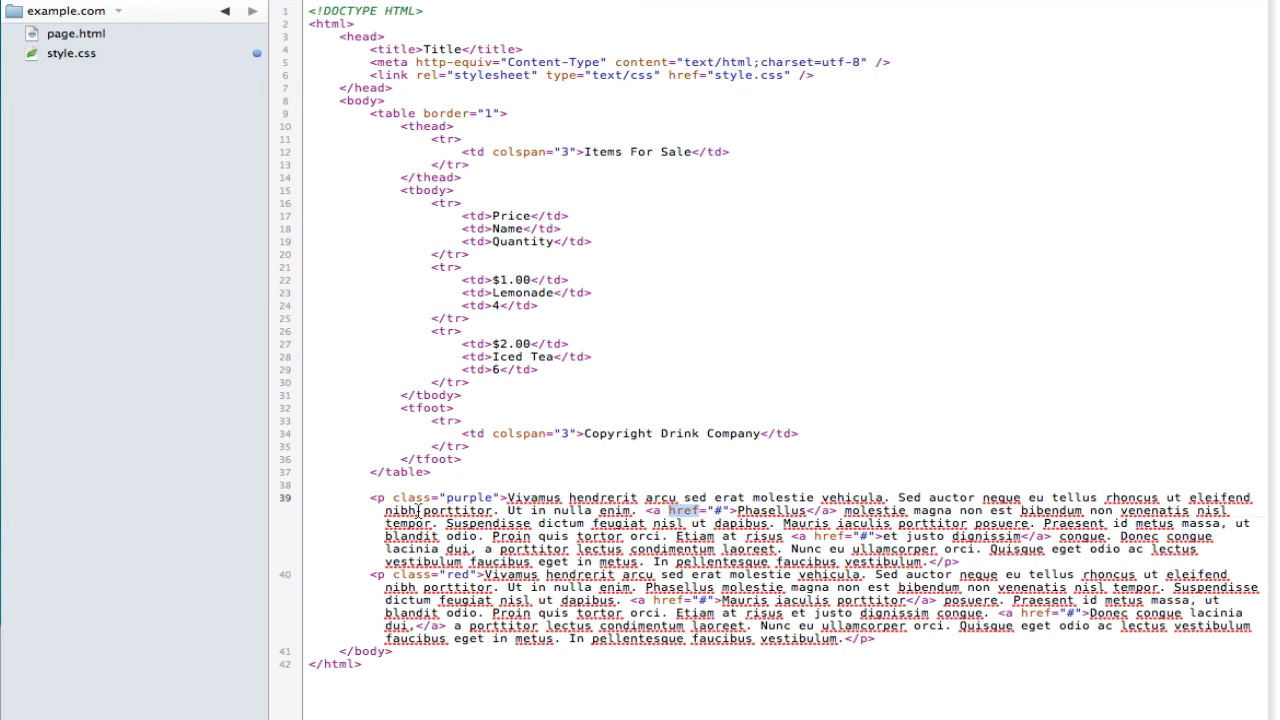 example.com
page.html
style.css
1 <!DOCTYPE HTML>
2 <html>
3 <head>
4 <title>Title</title>
5 <meta http-equiv="Content-Type" content="text/html;charset=utf-8" />
6 <link rel="stylesheet" type="text/css" href="style.css" />
7 </head>
8 <body>
9 <table border="1">
10 <thead>
11 <tr>
12 <td colspan="3">Items For Sale</td>
13 </tr>
14 </thead>
15 <tbody>
16 <tr>
17 <td>Price</td>
18 <td>Name</td>
19 <td>Quantity</td>
20 </tr>
21 <tr>
22 <td>$1.00</td>
23 <td>Lemonade</td>
24 <td>4</td>
25 </tr>
26 <tr>
27 <td>$2.00</td>
28 <td>Iced Tea</td>
29 <td>6</td>
30 </tr>
31 </tbody>
32 <tfoot>
33 <tr>
34 <td colspan="3">Copyright Drink Company</td>
35 </tr>
36 </tfoot>
37 </table>
38
39 <p class="purple">Vivamus hendrerit arcu sed erat molestie vehicula. Sed auctor neque eu tellus rhoncus ut eleifend
nibh porttitor. Ut in nulla enim. <a href="#">Phasellus</a> molestie magna non est bibendum non venenatis nisl
tempor. Suspendisse dictum feugiat nisl ut dapibus. Mauris iaculis porttitor posuere. Praesent id metus massa, ut
blandit odio. Proin quis tortor orci. Etiam at risus <a href="#">et justo dignissim</a> congue. Donec congue
lacinia dui, a porttitor lectus condimentum laoreet. Nunc eu ullamcorper orci. Quisque eget odio ac lectus
vestibulum faucibus eget in metus. In pellentesque faucibus vestibulum.</p>
40 <p class="red">Vivamus hendrerit arcu sed erat molestie vehicula. Sed auctor neque eu tellus rhoncus ut eleifend
nibh porttitor. Ut in nulla enim. Phasellus molestie magna non est bibendum non venenatis nisl tempor. Suspendisse
dictum feugiat nisl ut dapibus. <a href="#">Mauris iaculis porttitor</a> posuere. Praesent id metus massa, ut
blandit odio. Proin quis tortor orci. Etiam at risus et justo dignissim congue. <a href="#">Donec congue lacinia
dui,</a> a porttitor lectus condimentum laoreet. Nunc eu ullamcorper orci. Quisque eget odio ac lectus vestibulum
faucibus eget in metus. In pellentesque faucibus vestibulum.</p>
41 </body>
42 </html>